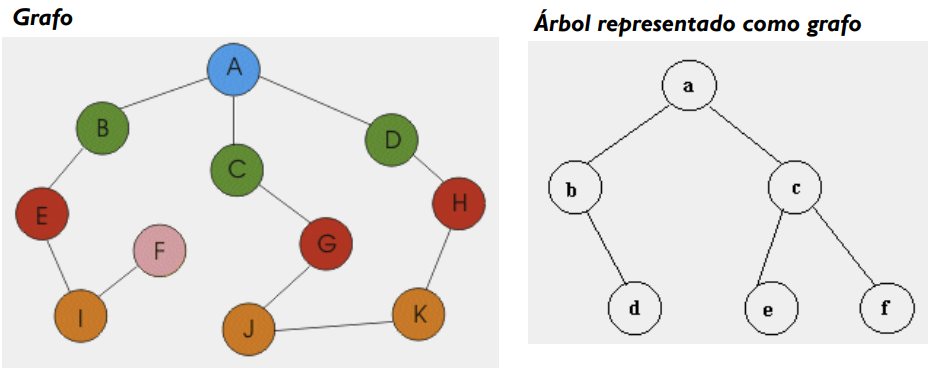 Grafo
Árbol representado como grafo
A
B
D
C
E
H
F
G
I
J
K
a
b
c
d
e
f